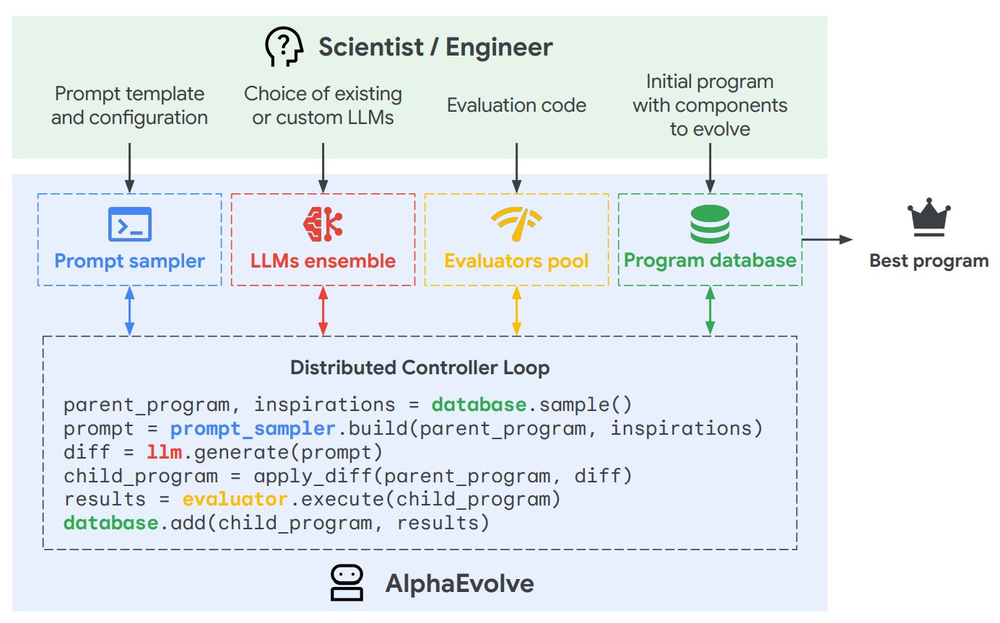 Scientist / Engineer
Prompt template
and configuration
Choice of existing
or custom LLMs
Evaluation code
Initial program
with components
to evolve
Prompt sampler
LLMs ensemble
Evaluators pool
Program database
Best program
Distributed Controller Loop
parent_program, inspirations = database.sample()
prompt = prompt_sampler.build(parent_program, inspirations)
diff = llm.generate(prompt)
child_program = apply_diff(parent_program, diff)
results = evaluator.execute(child_program)
database.add(child_program, results)
AlphaEvolve